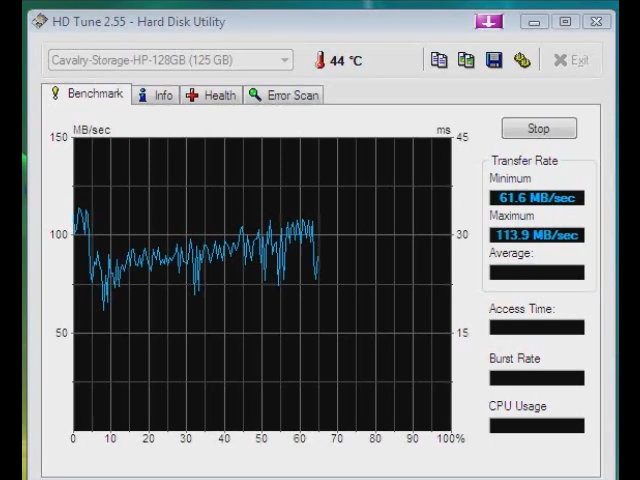 HD Tune 2.55 - Hard Disk Utility
Cavalry-Storage-HP-128GB (125 GB)
44 °C
Exit
Benchmark
Info
Health
Error Scan
150
MB/sec
ms
45
Stop
Transfer Rate
Minimum
61.6 MB/sec
Maximum
113.9 MB/sec
100
30
Average:
Access Time:
50
15
Burst Rate
CPU Usage
0 10 20 30 40 50 60 70 80 90 100%